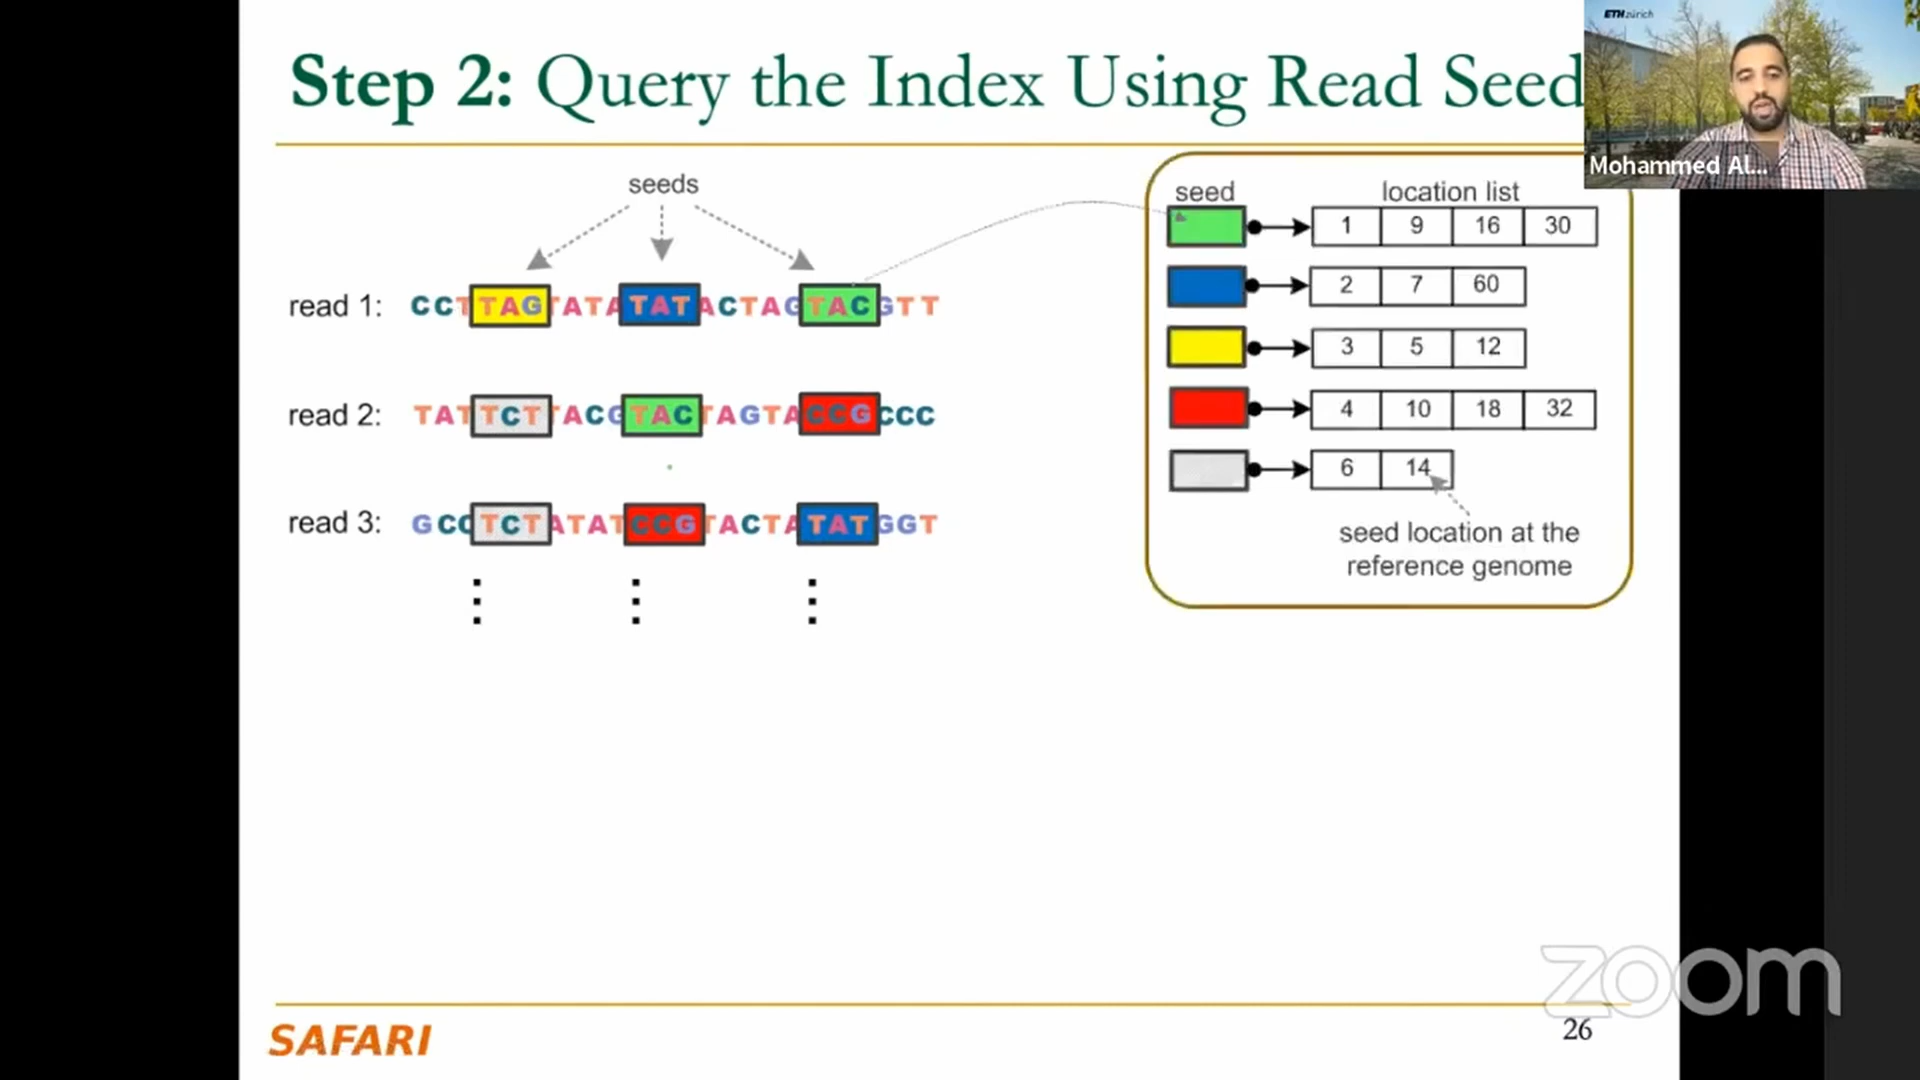 Step 2: Query the Index Using Read Seed
ETH zürich
Mohammed Al...
seeds
seed location list
1 9 16 30
2 7 60
3 5 12
4 10 18 32
6 14
seed location at the
reference genome
read 1: CCTTAGTATATATACTAGTACGTT
read 2: TATTCTTACGTACTAGTACCGCCC
read 3: GCCTCTATATCCGTACTATATGGT
SAFARI
26
zoom